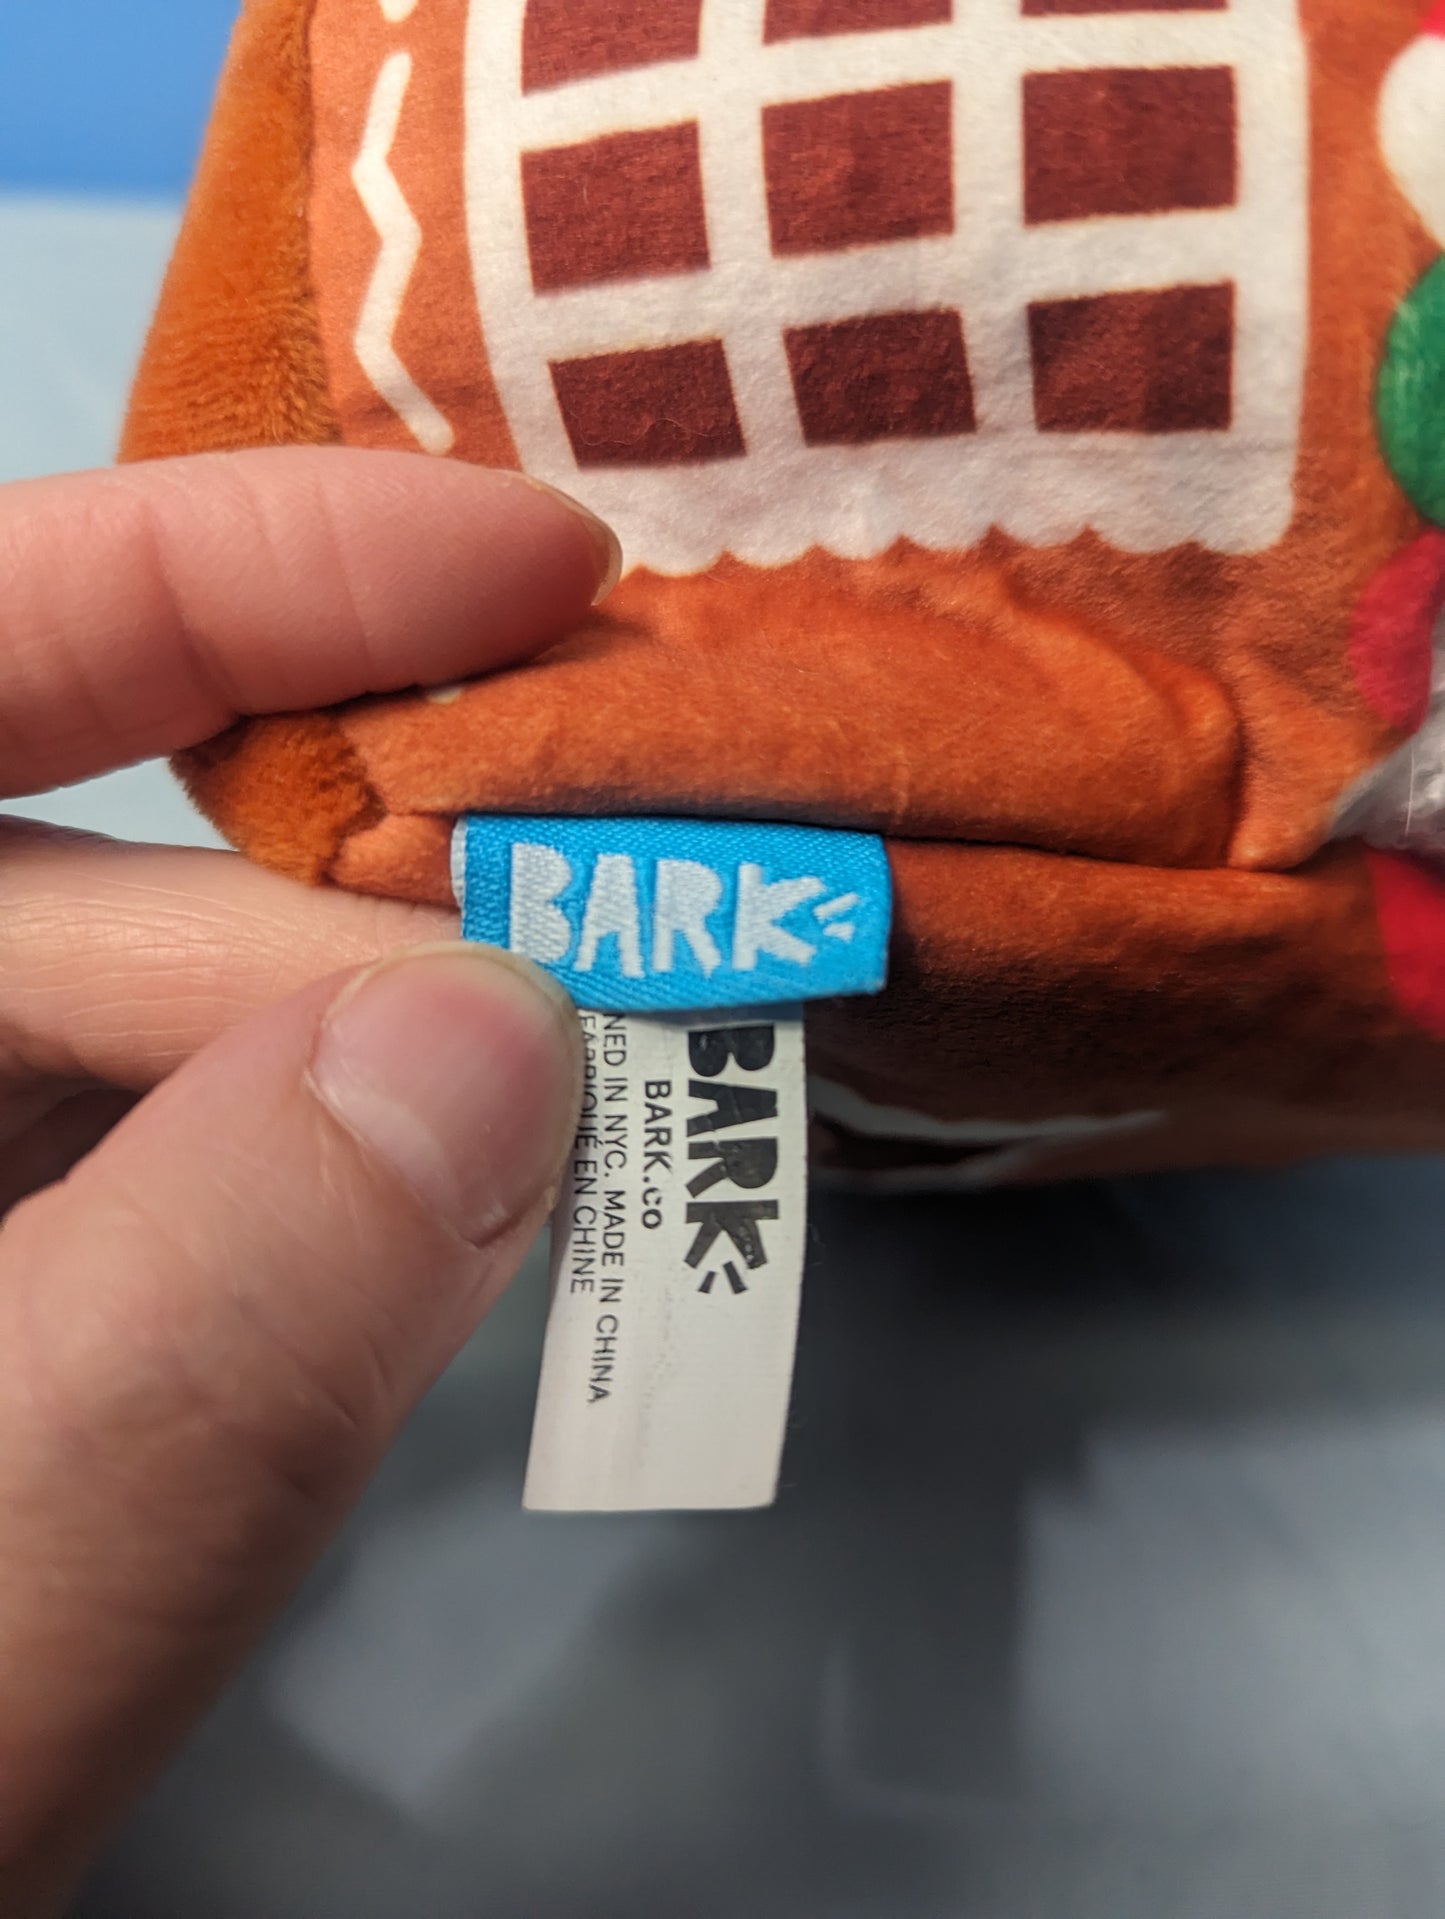 BARK
BARK
BARK.co
NED IN NYC. MADE IN CHINA
FABRIQUÉ EN CHINE